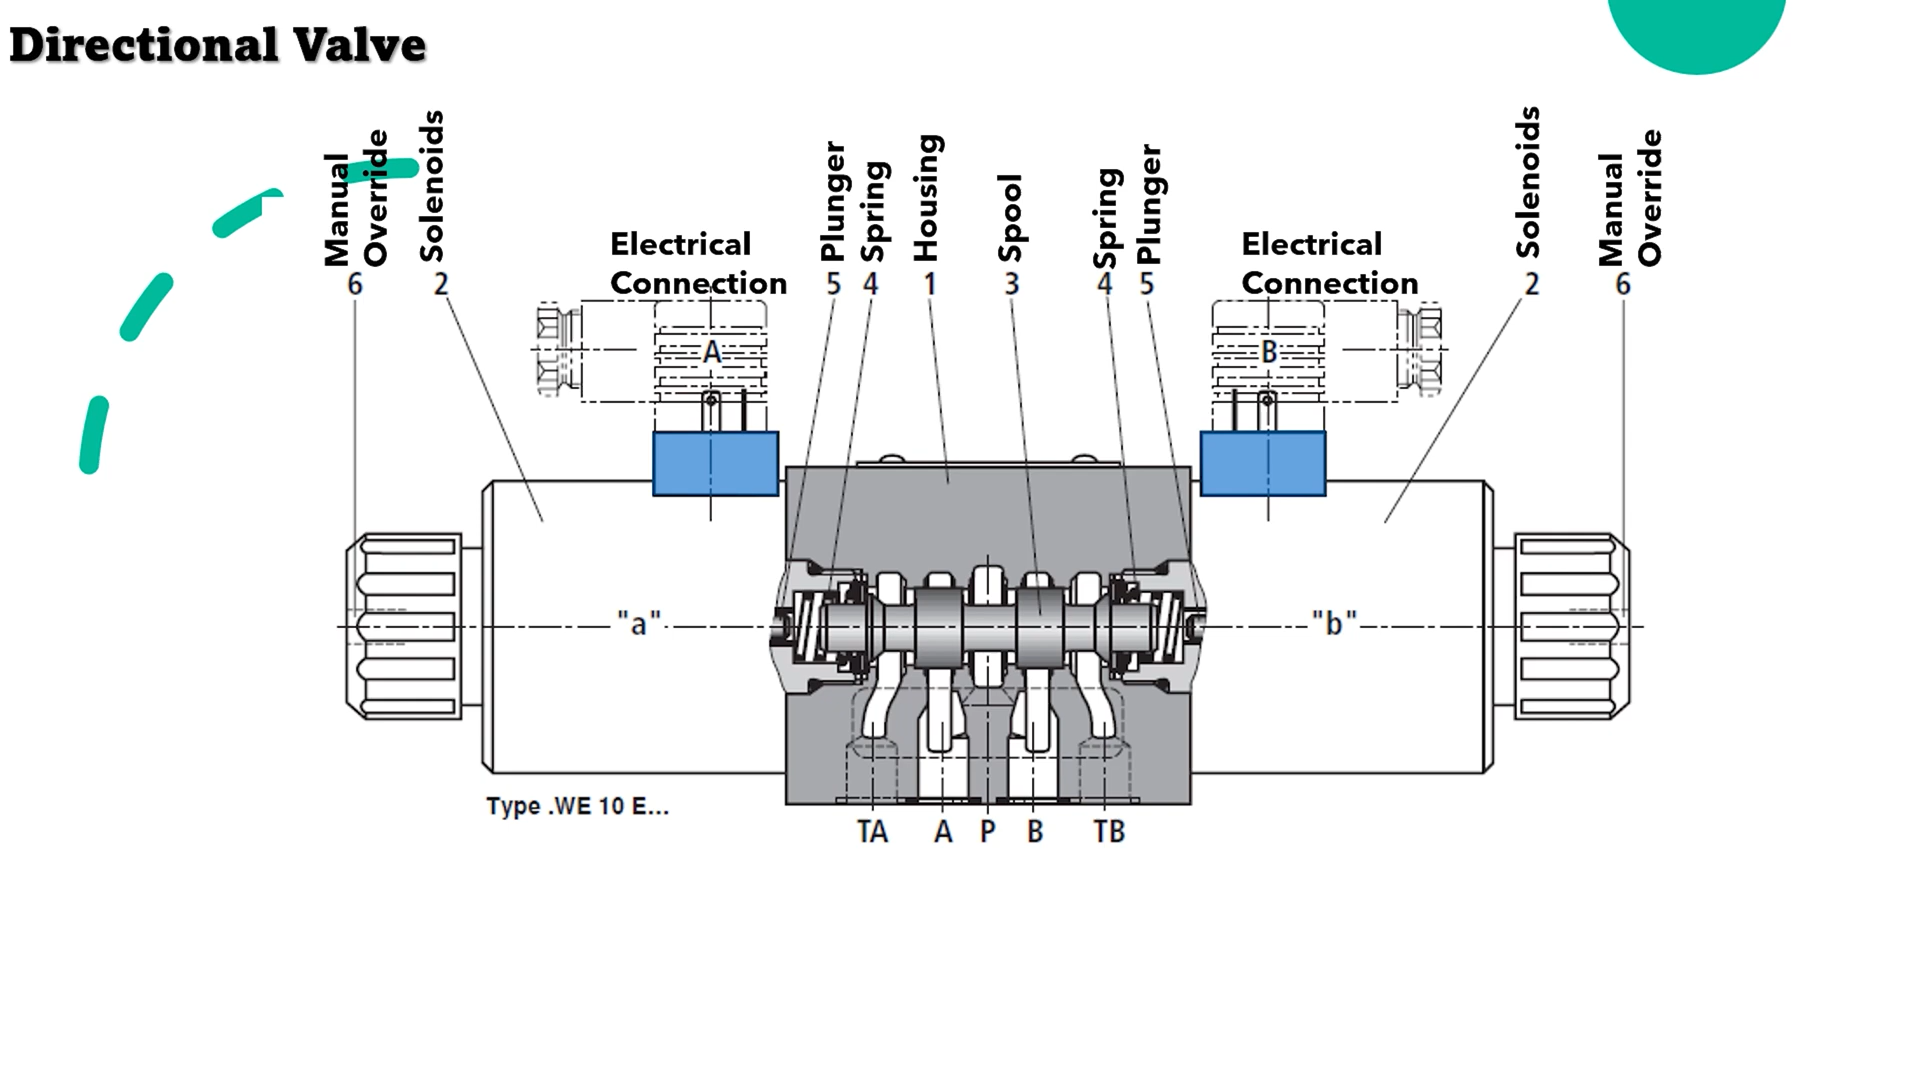 Directional Valve
Manual
Override
Solenoids
Electrical
Connection
Plunger
Spring
Housing
Spool
Spring
Plunger
Electrical
Connection
Solenoids
Manual
Override
6
2
5
4
1
3
4
5
2
6
A
B
"a"
"b"
Type .WE 10 E...
TA
A
P
B
TB